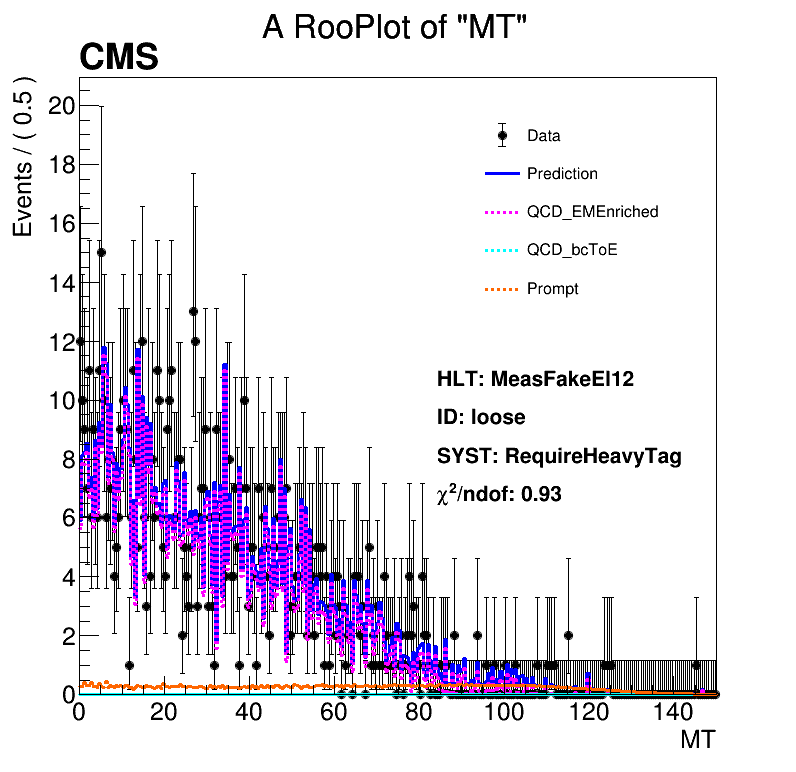 A RooPlot of "MT"
CMS
Events / ( 0.5 )
20
18
16
14
12
10
8
6
4
2
0
Data
Prediction
QCD_EMEnriched
QCD_bcToE
Prompt
HLT: MeasFakeEl12
ID: loose
SYST: RequireHeavyTag
χ²/ndof: 0.93
0 20 40 60 80 100 120 140
MT